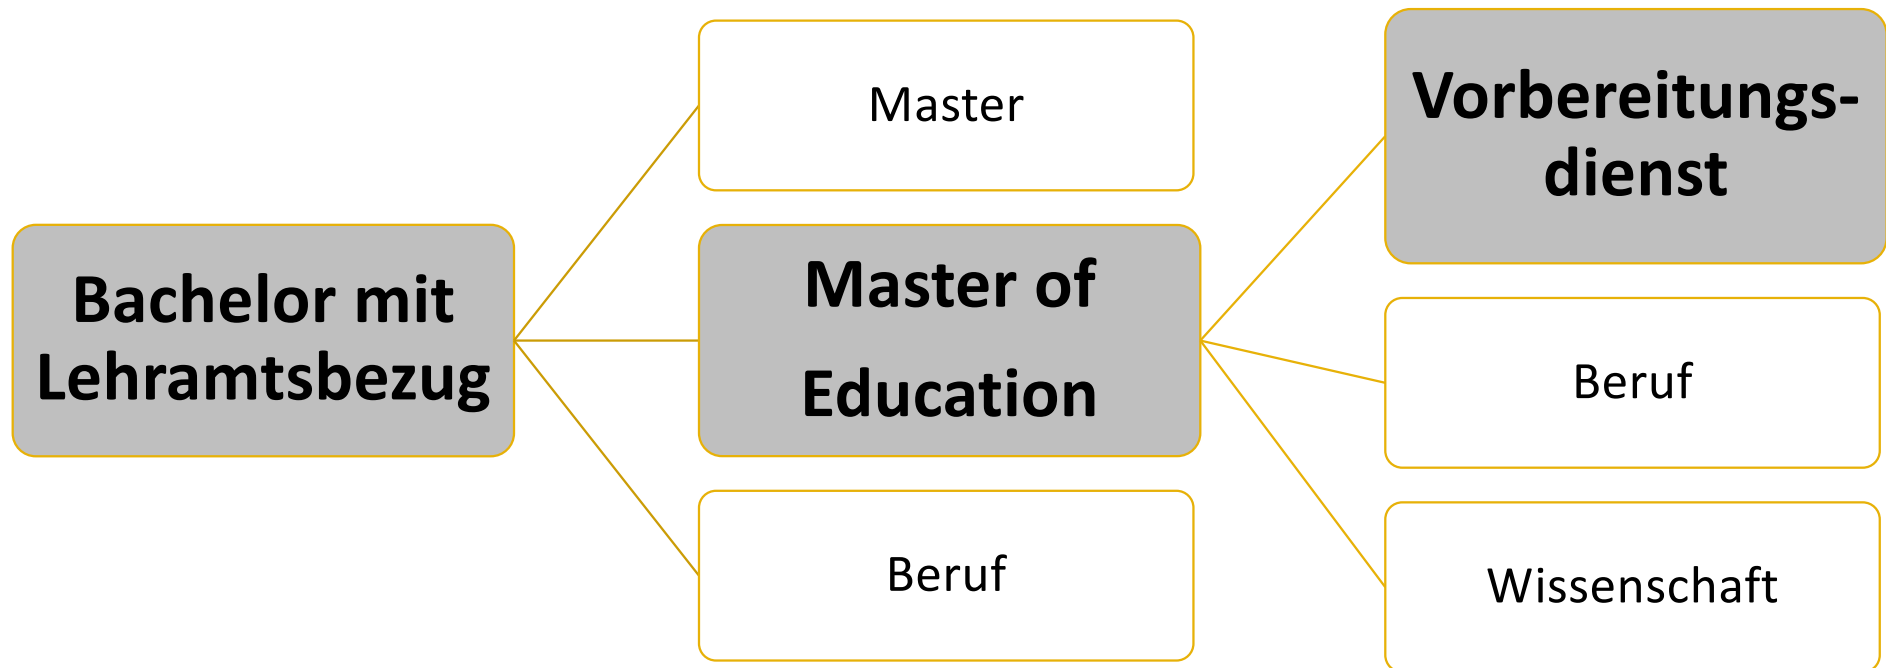 Bachelor mit
Lehramtsbezug
Master
Master of
Education
Beruf
Vorbereitungs-
dienst
Beruf
Wissenschaft